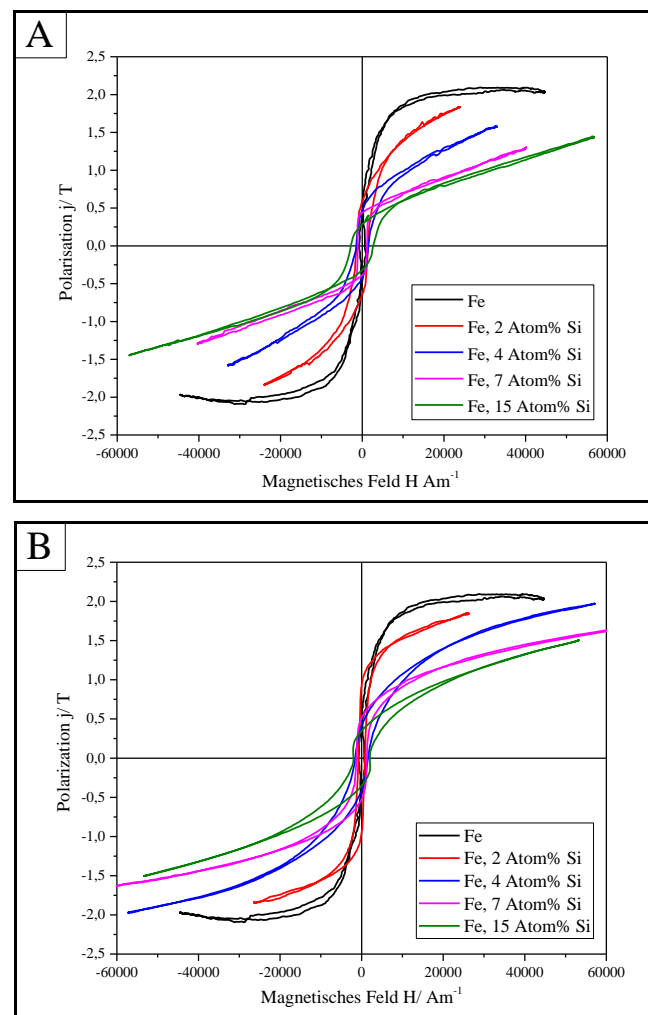 A
2,5
2,0
1,5
1,0
0,5
0,0
-0,5
-1,0
-1,5
-2,0
-2,5
Polarisation j/ T
Fe
Fe, 2 Atom% Si
Fe, 4 Atom% Si
Fe, 7 Atom% Si
Fe, 15 Atom% Si
-60000 -40000 -20000 0 20000 40000 60000
Magnetisches Feld H Am-1
B
2,5
2,0
1,5
1,0
0,5
0,0
-0,5
-1,0
-1,5
-2,0
-2,5
Polarization j/ T
Fe
Fe, 2 Atom% Si
Fe, 4 Atom% Si
Fe, 7 Atom% Si
Fe, 15 Atom% Si
-60000 -40000 -20000 0 20000 40000 60000
Magnetisches Feld H/ Am-1